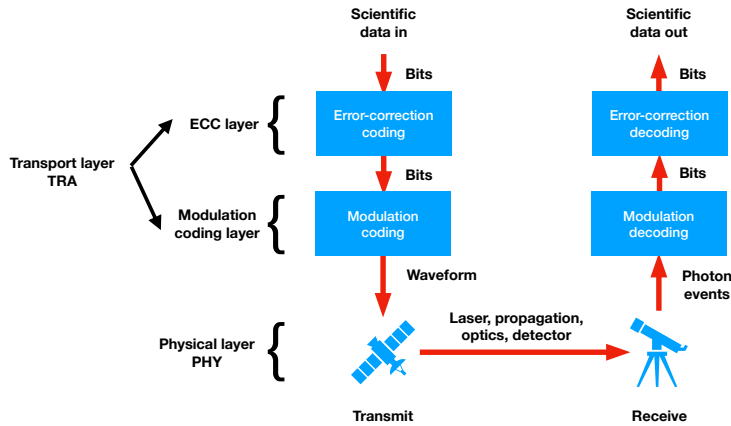 Scientific
data in
Scientific
data out
Bits
Bits
ECC layer
Error-correction
coding
Error-correction
decoding
Transport layer
TRA
Bits
Bits
Modulation
coding layer
Modulation
coding
Modulation
decoding
Waveform
Photon
events
Laser, propagation,
optics, detector
Physical layer
PHY
Transmit
Receive